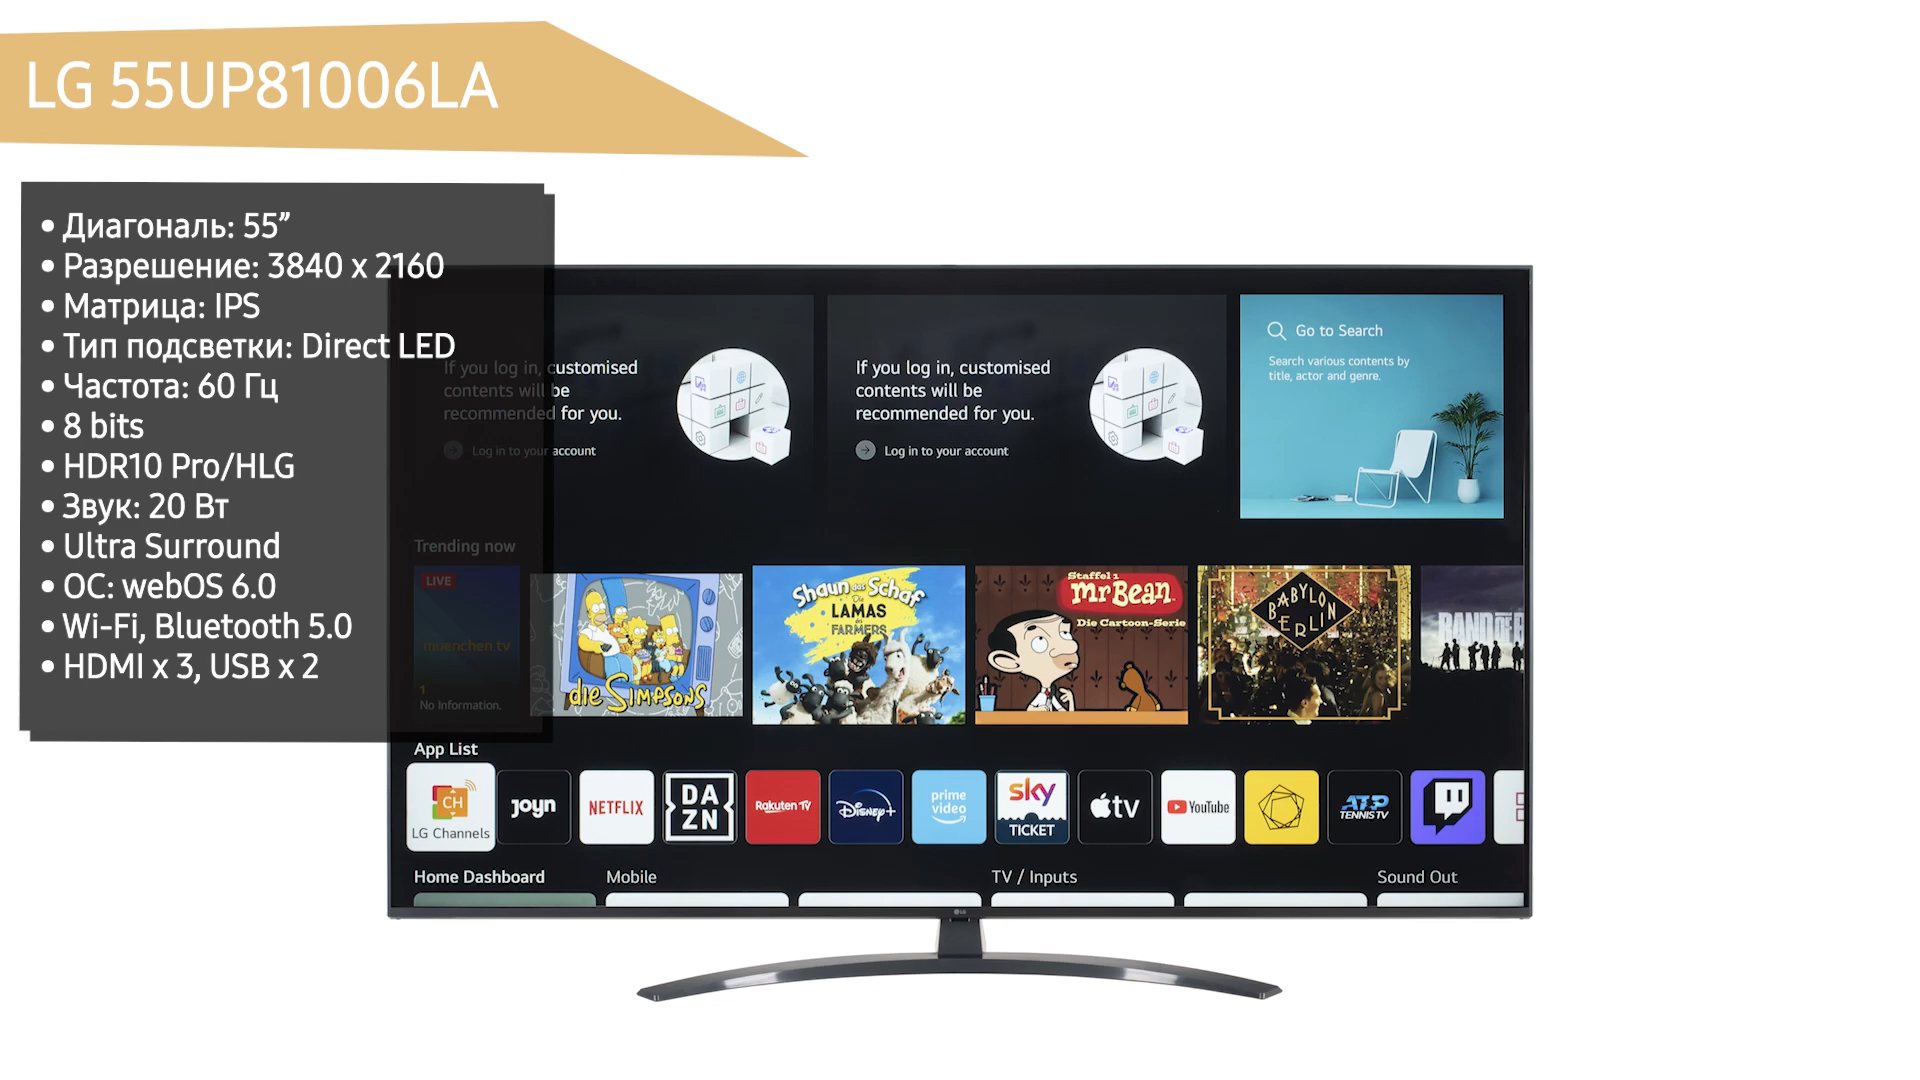 LG 55UP81006LA
• Диагональ: 55”
• Разрешение: 3840 x 2160
• Матрица: IPS
• Тип подсветки: Direct LED
• Частота: 60 Гц
• 8 bits
• HDR10 Pro/HLG
• Звук: 20 Вт
• Ultra Surround
• ОС: webOS 6.0
• Wi-Fi, Bluetooth 5.0
• HDMI x 3, USB x 2
If you log in, customised
contents will be
recommended for you.
Log in to your account
If you log in, customised
contents will be
recommended for you.
Log in to your account
Go to Search
Search various contents by
title, actor and genre.
Trending now
LIVE
muenchen.tv
1
No Information.
die Simpsons
Shaun das Schaf
Die
LAMAS
des
FARMERS
Staffel 1
mr Bean
Die Cartoon-Serie
BABYLON
BERLIN
App List
CH
LG Channels
joyn
NETFLIX
DA
ZN
Rakuten TV
Disney+
prime
video
sky
TICKET
tv
YouTube
ATP
TENNIS TV
Home Dashboard
Mobile
TV / Inputs
Sound Out
LG